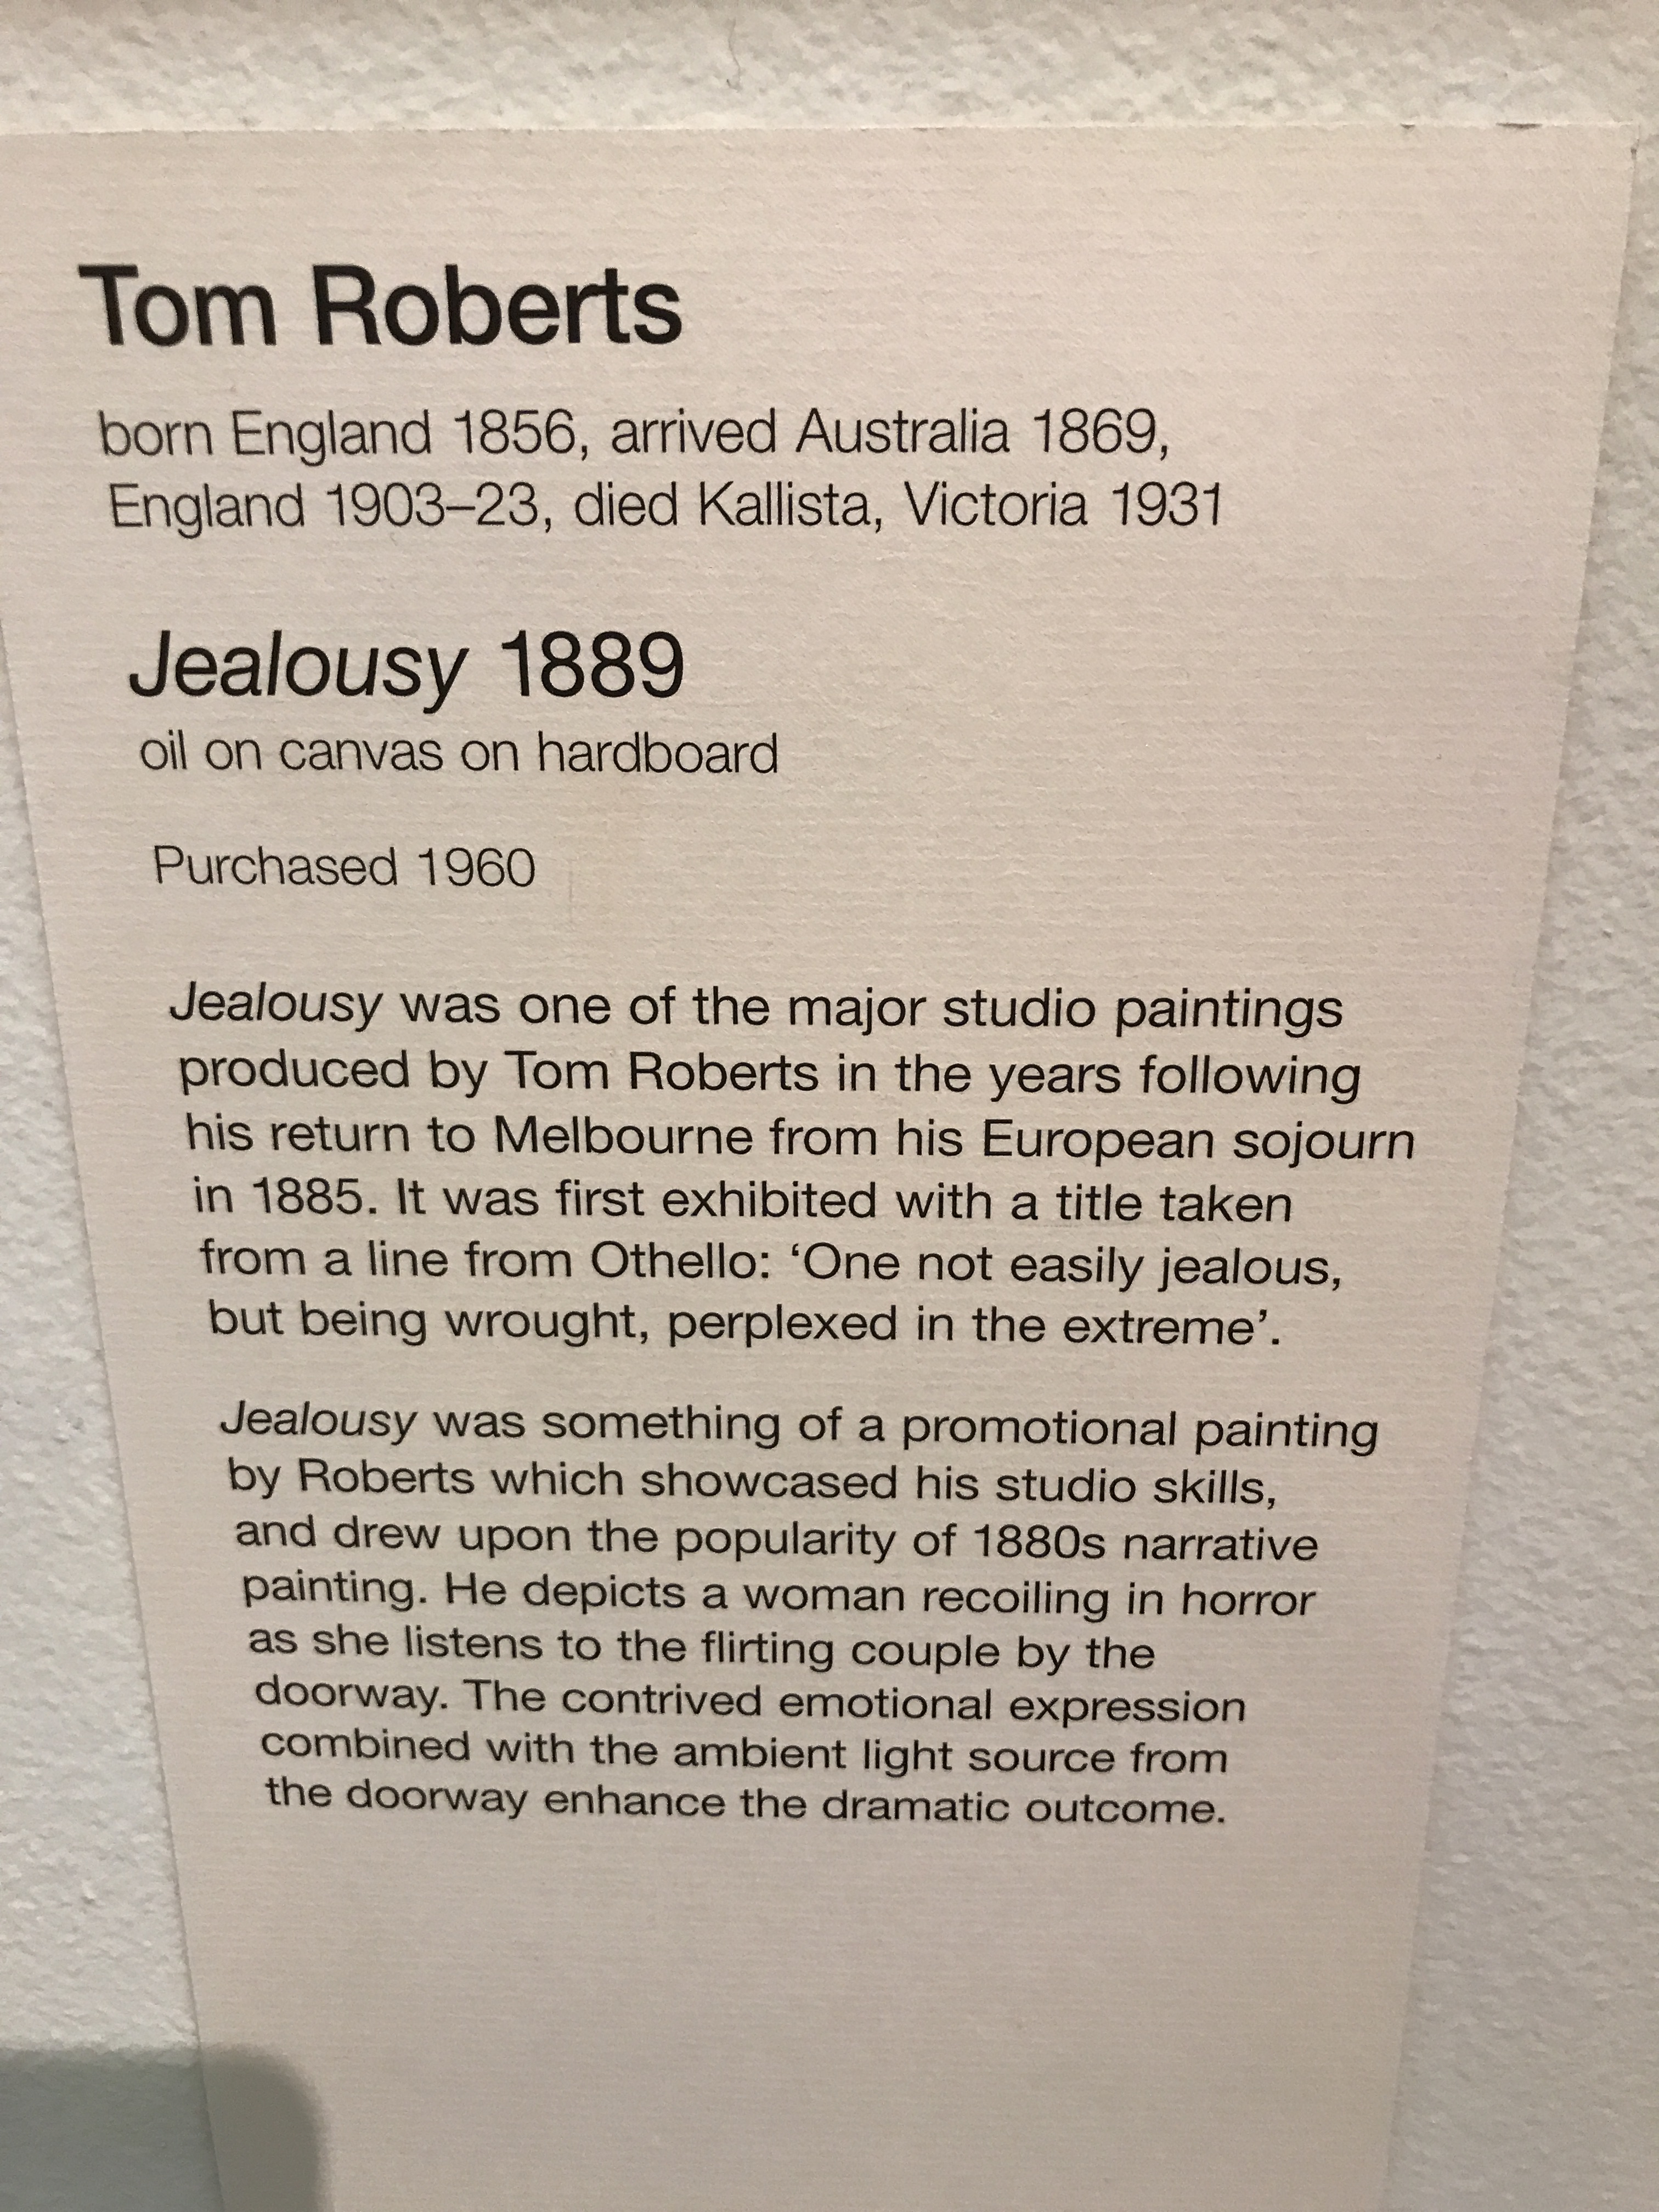 Tom Roberts
born England 1856, arrived Australia 1869,
England 1903–23, died Kallista, Victoria 1931
Jealousy 1889
oil on canvas on hardboard
Purchased 1960
Jealousy was one of the major studio paintings
produced by Tom Roberts in the years following
his return to Melbourne from his European sojourn
in 1885. It was first exhibited with a title taken
from a line from Othello: ‘One not easily jealous,
but being wrought, perplexed in the extreme’.
Jealousy was something of a promotional painting
by Roberts which showcased his studio skills,
and drew upon the popularity of 1880s narrative
painting. He depicts a woman recoiling in horror
as she listens to the flirting couple by the
doorway. The contrived emotional expression
combined with the ambient light source from
the doorway enhance the dramatic outcome.